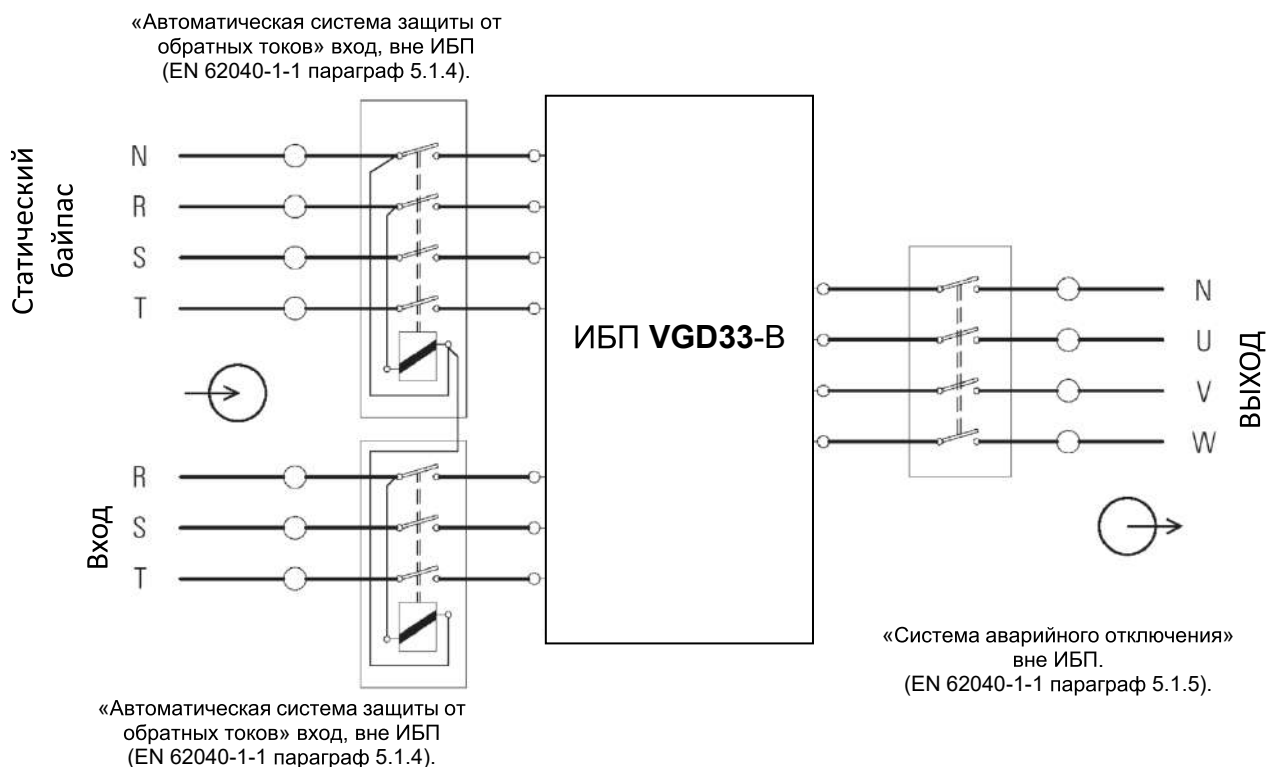 «Автоматическая система защиты от
обратных токов» вход, вне ИБП
(EN 62040-1-1 параграф 5.1.4).
Статический
байпас
N
R
S
T
Вход
R
S
T
ИБП VGD33-В
N
U
V
W
ВЫХОД
«Система аварийного отключения»
вне ИБП.
(EN 62040-1-1 параграф 5.1.5).
«Автоматическая система защиты от
обратных токов» вход, вне ИБП
(EN 62040-1-1 параграф 5.1.4).